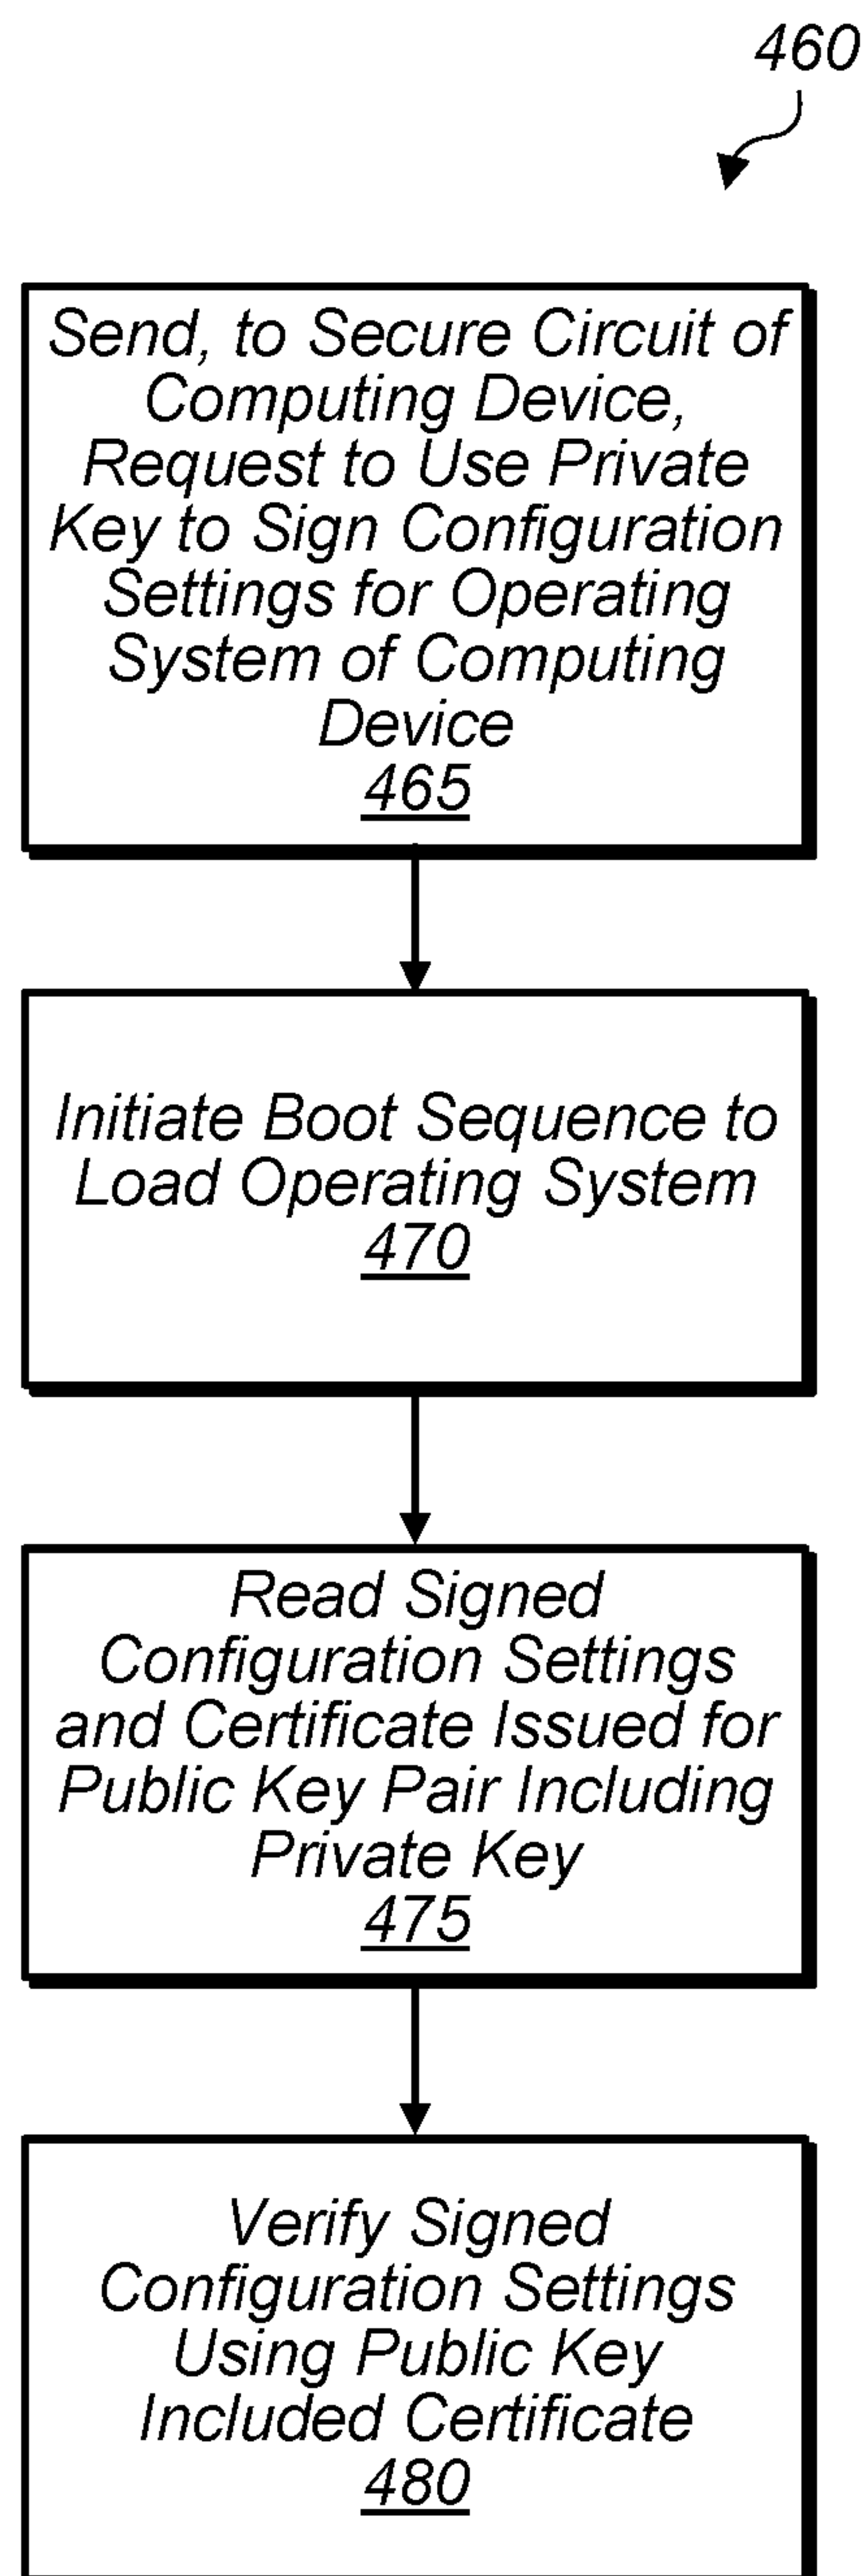 460
Send, to Secure Circuit of
Computing Device,
Request to Use Private
Key to Sign Configuration
Settings for Operating
System of Computing
Device
465
Initiate Boot Sequence to
Load Operating System
470
Read Signed
Configuration Settings
and Certificate Issued for
Public Key Pair Including
Private Key
475
Verify Signed
Configuration Settings
Using Public Key
Included Certificate
480